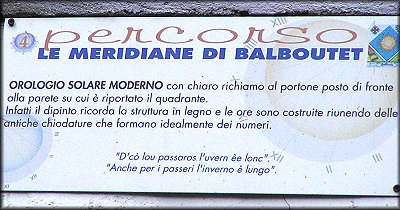 4 percorso
LE MERIDIANE DI BALBOUTET
OROLOGIO SOLARE MODERNO con chiaro richiamo al portone posto di fronte
alla parete su cui è riportato il quadrante.
Infatti il dipinto ricorda la struttura in legno e le ore sono costruite riunendo delle
antiche chiodature che formano idealmente dei numeri.
"D'cò lou passaros l'uvern èe lonc".
"Anche per i passeri l'inverno è lungo".